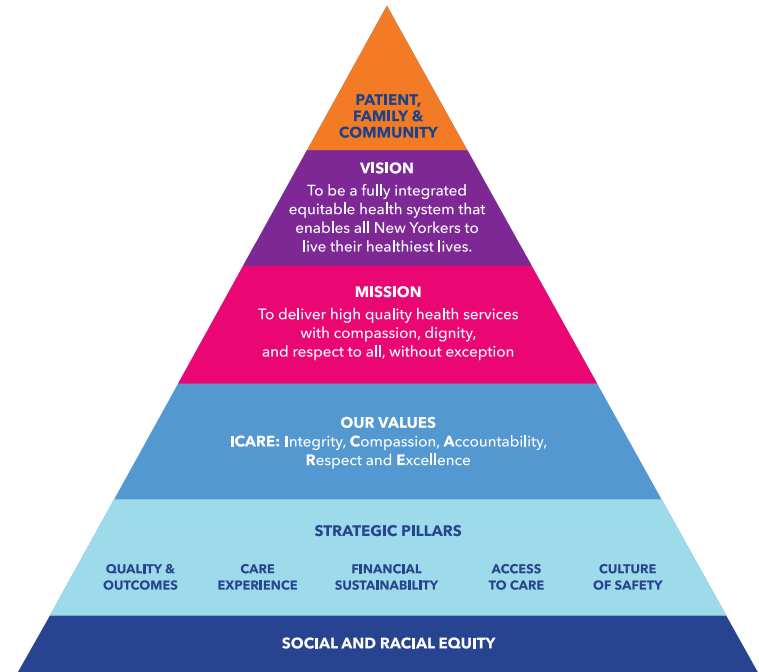 PATIENT,
FAMILY &
COMMUNITY
VISION
To be a fully integrated
equitable health system that
enables all New Yorkers to
live their healthiest lives.
MISSION
To deliver high quality health services
with compassion, dignity,
and respect to all, without exception
OUR VALUES
ICARE: Integrity, Compassion, Accountability,
Respect and Excellence
STRATEGIC PILLARS
QUALITY &
OUTCOMES
CARE
EXPERIENCE
FINANCIAL
SUSTAINABILITY
ACCESS
TO CARE
CULTURE
OF SAFETY
SOCIAL AND RACIAL EQUITY